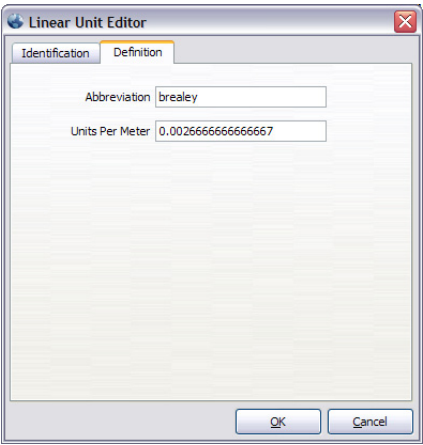 Linear Unit Editor
Identification Definition
Abbreviation brealey
Units Per Meter 0.0026666666666667
OK Cancel